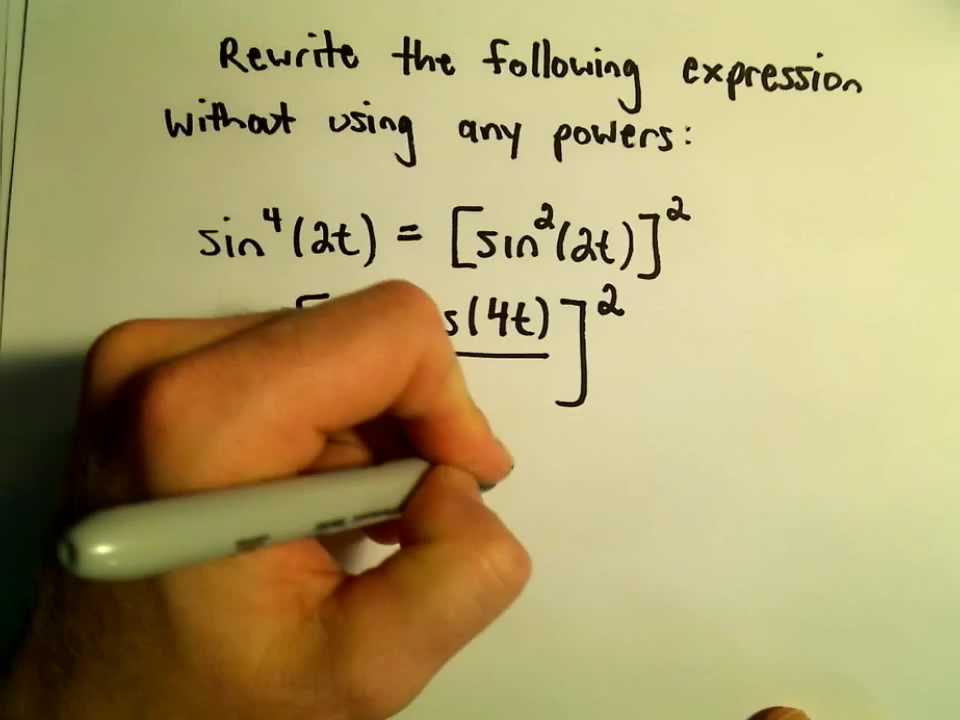 Rewrite the following expression
without using any powers:
sin⁴(2t) = [sin²(2t)]²
[ s(4t) ]²